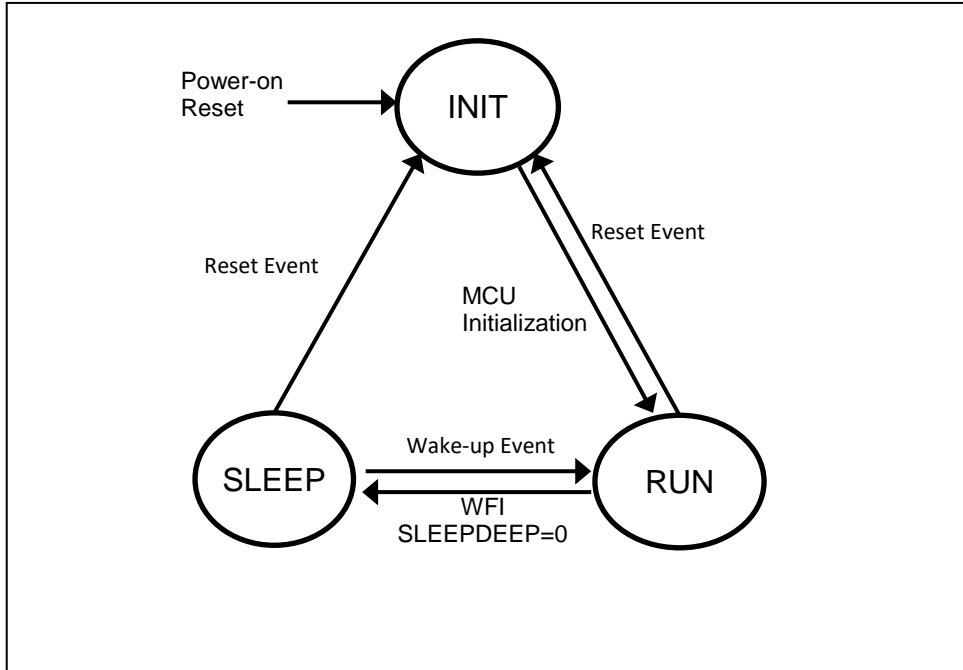 Power-on
Reset
INIT
Reset Event
Reset Event
MCU
Initialization
SLEEP
Wake-up Event
RUN
WFI
SLEEPDEEP=0